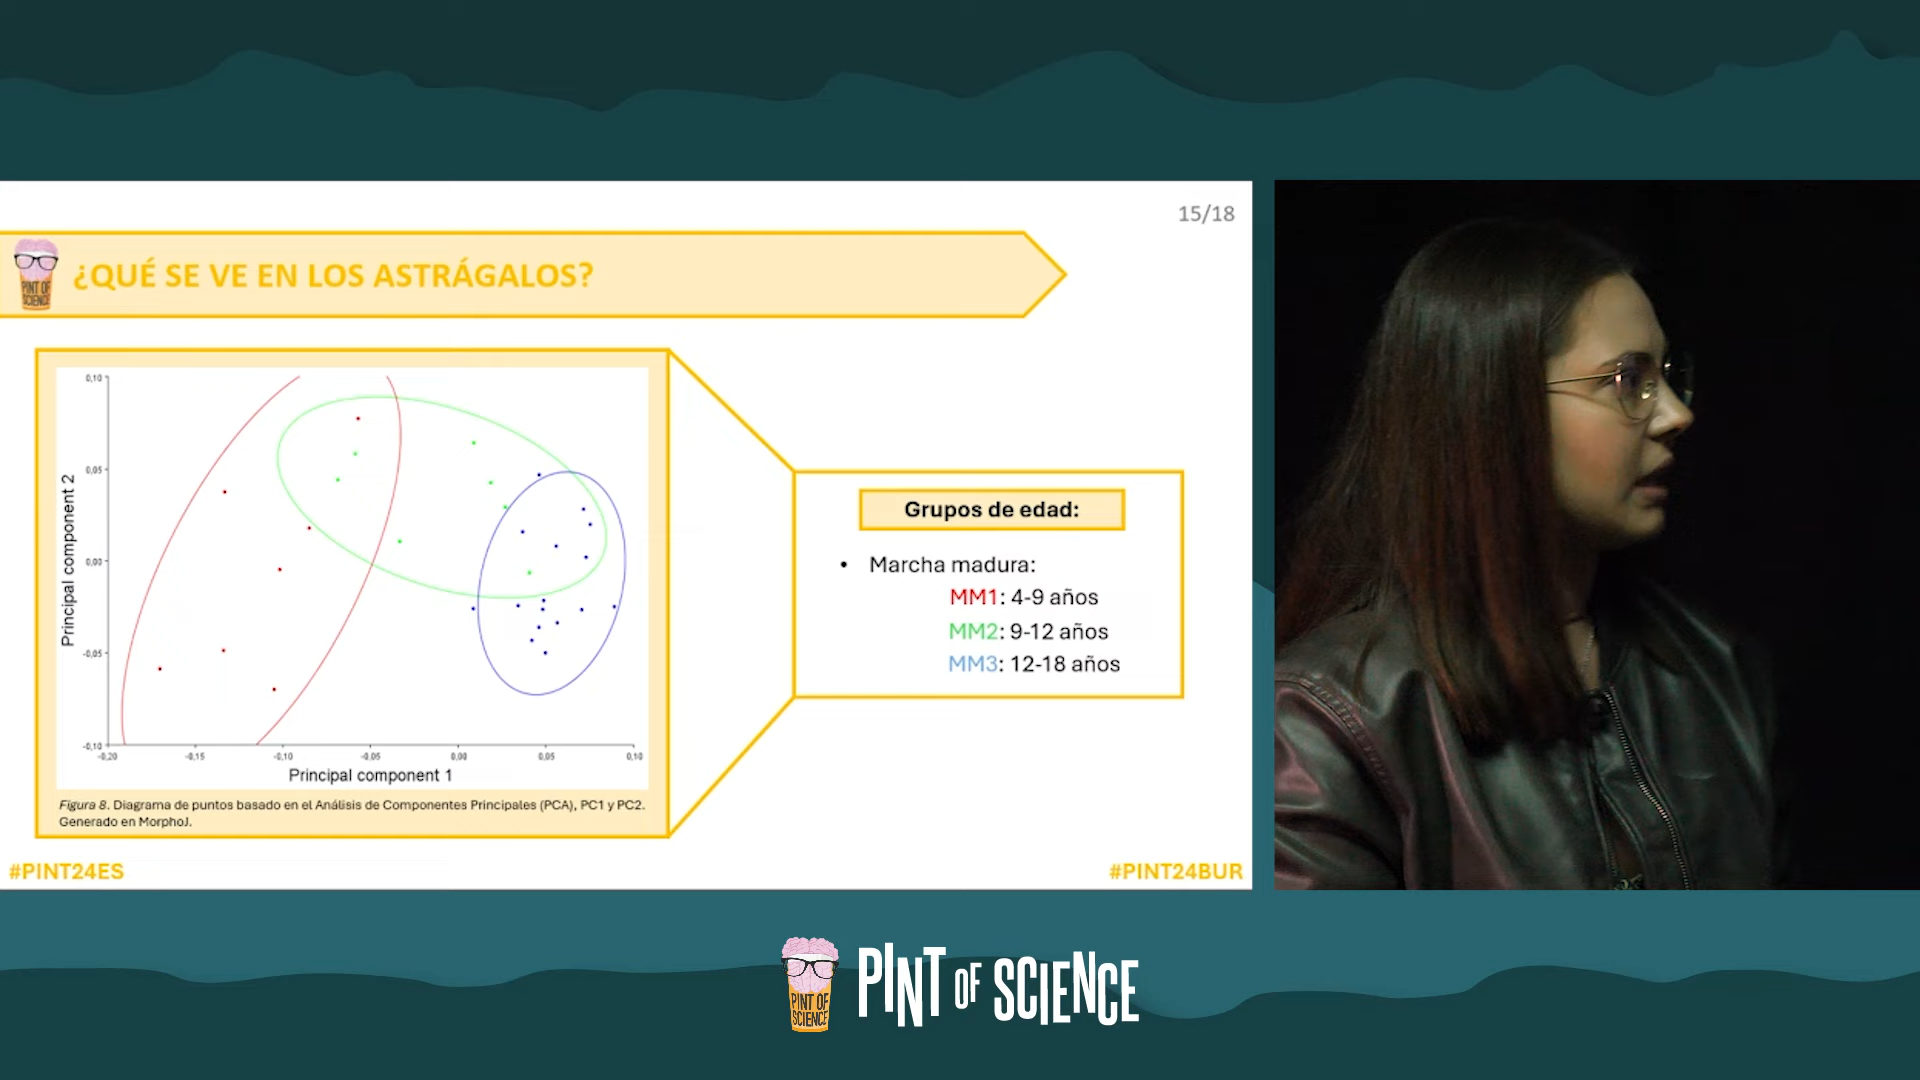 15/18
PINT OF
SCIENCE
¿QUÉ SE VE EN LOS ASTRÁGALOS?
0,10
0,05
0,00
-0,05
-0,10
Principal component 2
-0,20 -0,15 -0,10 -0,05 0,00 0,05 0,10
Principal component 1
Figura 8. Diagrama de puntos basado en el Análisis de Componentes Principales (PCA), PC1 y PC2.
Generado en MorphoJ.
Grupos de edad:
• Marcha madura:
MM1: 4-9 años
MM2: 9-12 años
MM3: 12-18 años
#PINT24ES
#PINT24BUR
PINT OF
SCIENCE
PINT OF SCIENCE